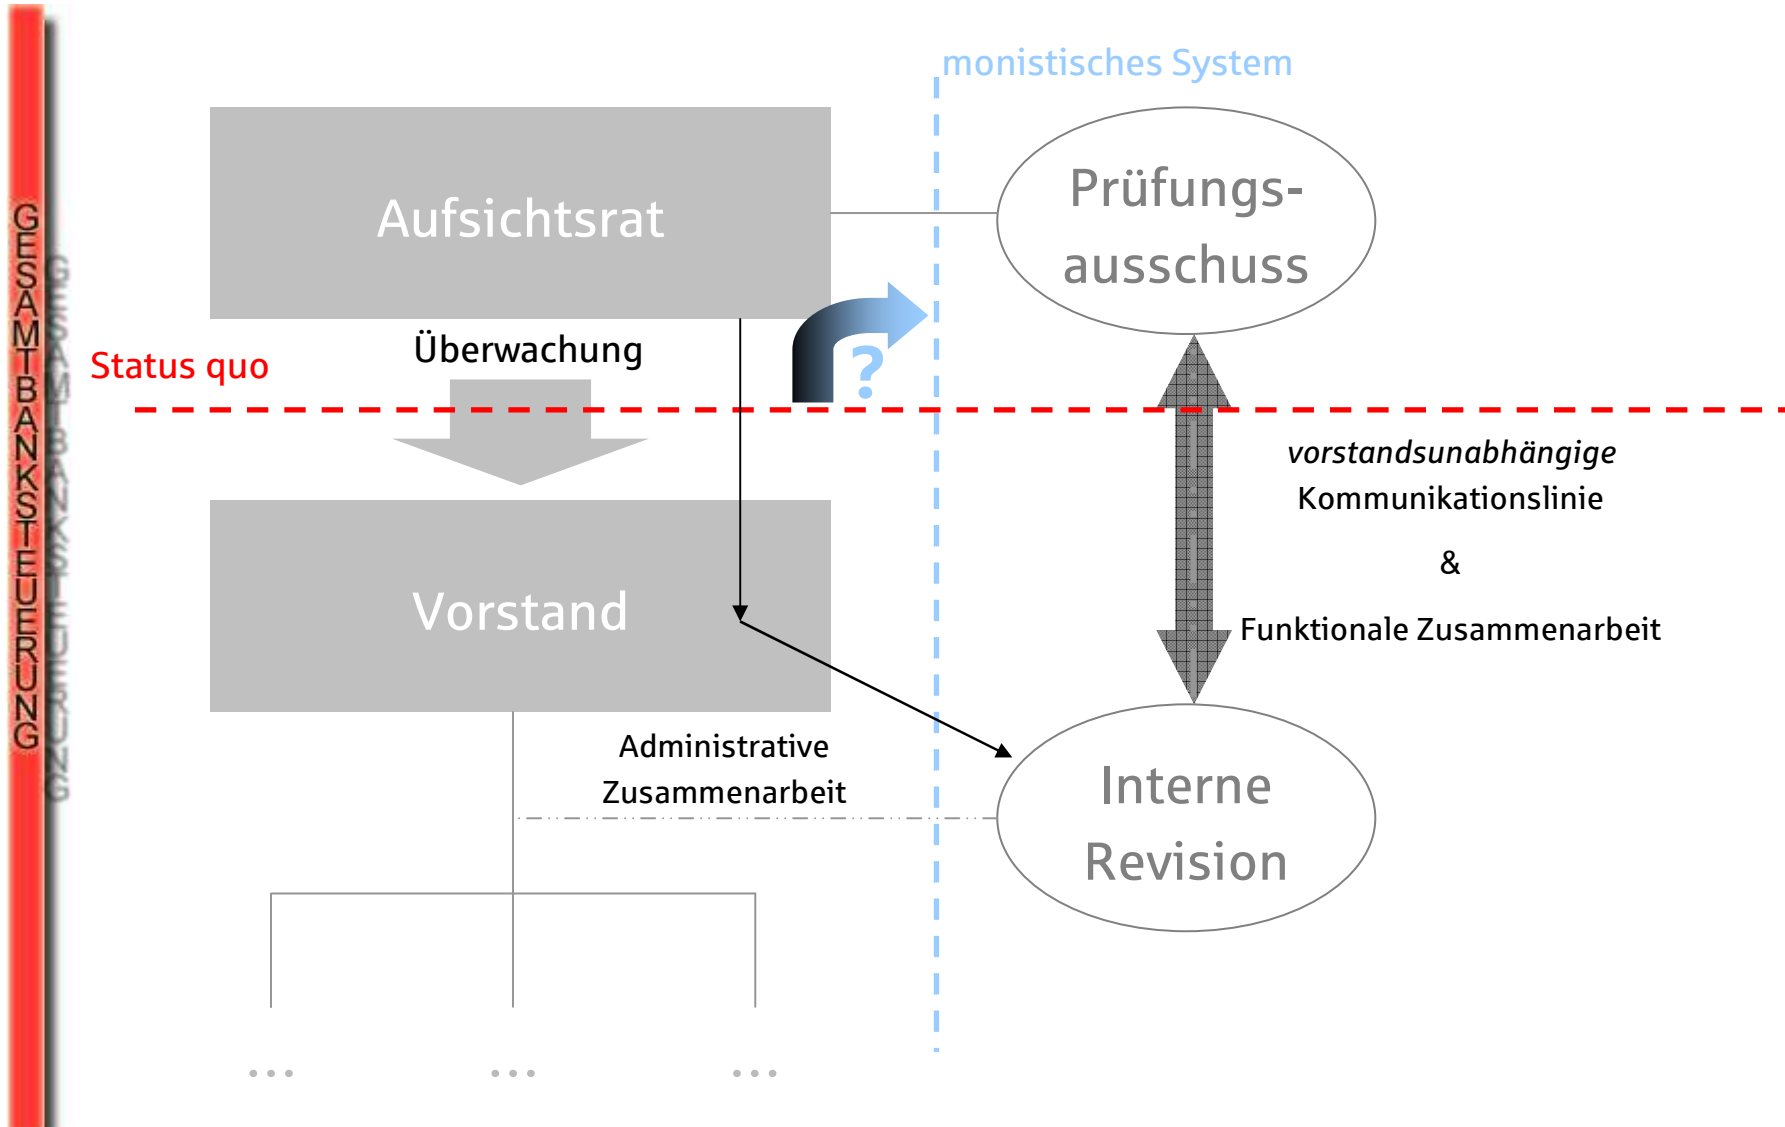 GESAMTBANKSTEUERUNG
monistisches System
Aufsichtsrat
Prüfungs-
ausschuss
Überwachung
Status quo
?
vorstandsunabhängige
Kommunikationslinie
&
Funktionale Zusammenarbeit
Vorstand
Administrative
Zusammenarbeit
Interne
Revision
... ... ...